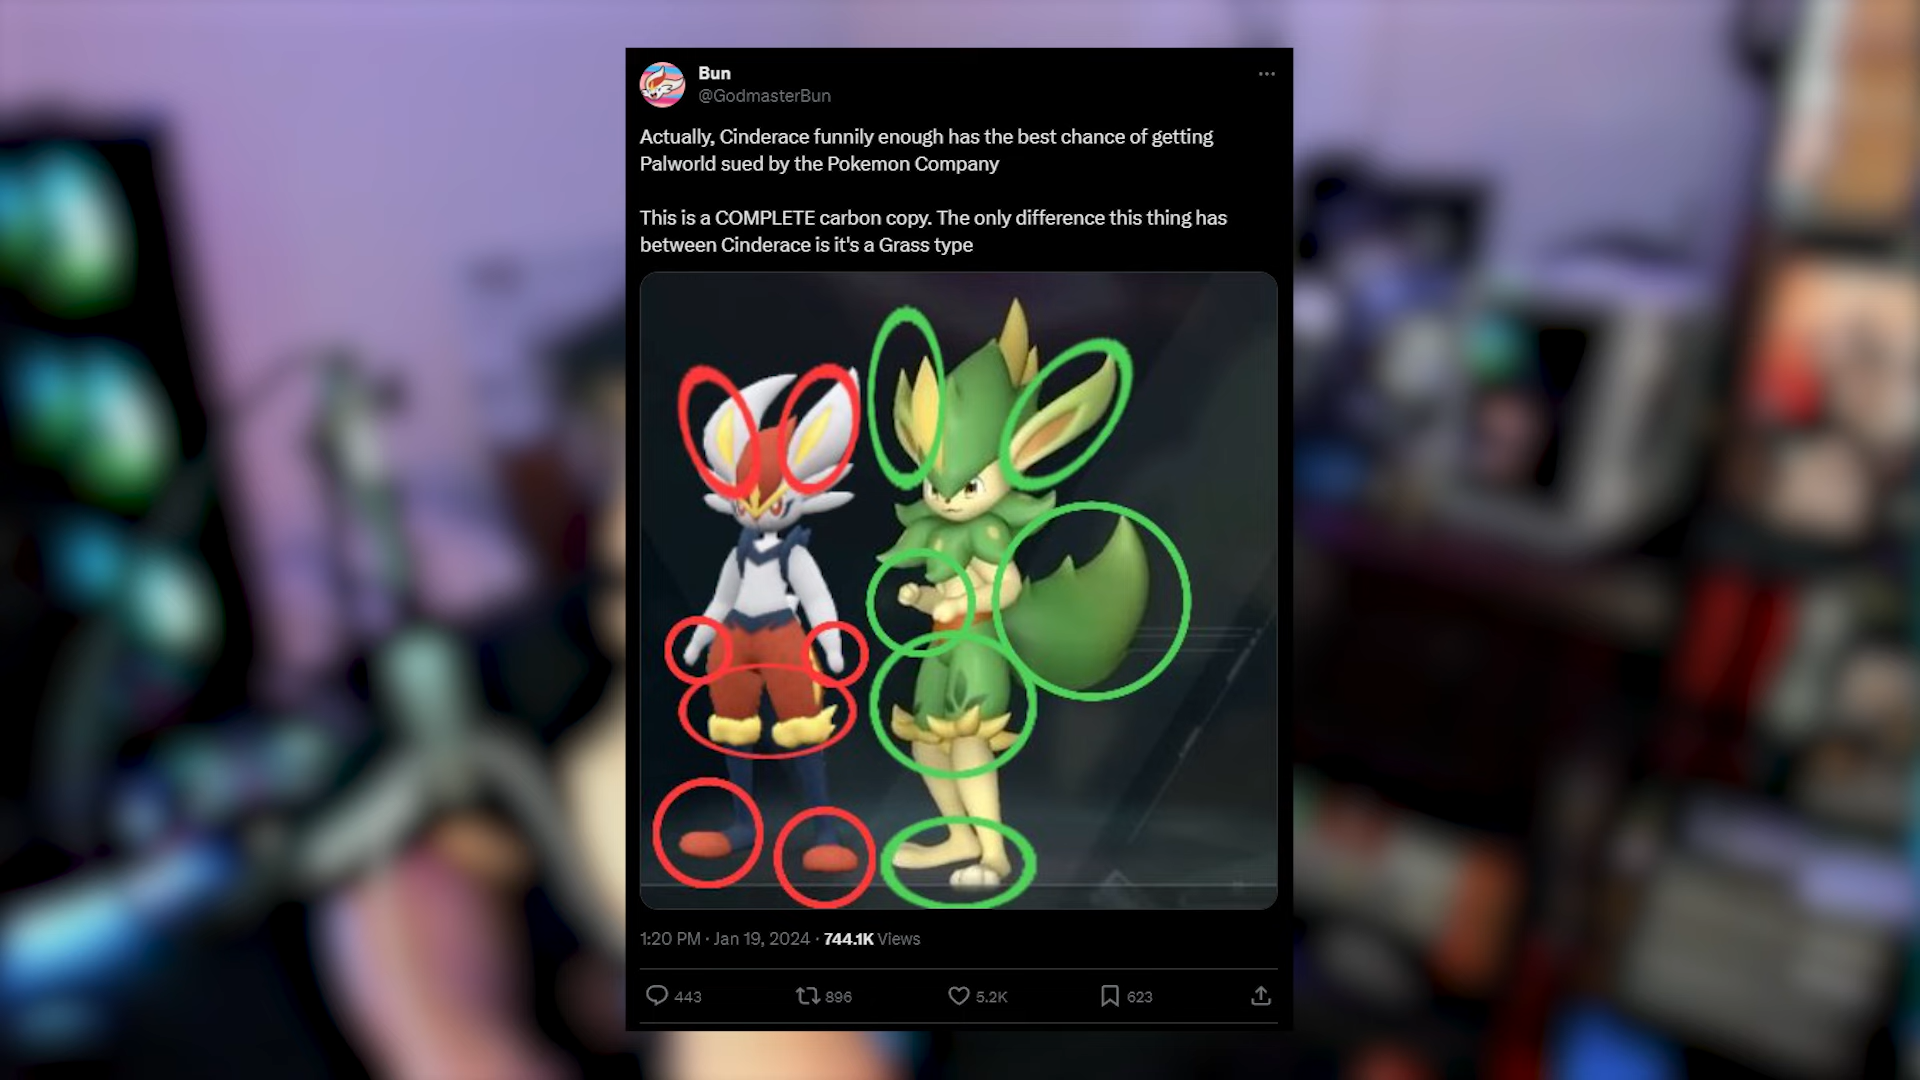 Bun
@GodmasterBun
Actually, Cinderace funnily enough has the best chance of getting
Palworld sued by the Pokemon Company
This is a COMPLETE carbon copy. The only difference this thing has
between Cinderace is it's a Grass type
1:20 PM · Jan 19, 2024 · 744.1K Views
443 896 5.2K 623